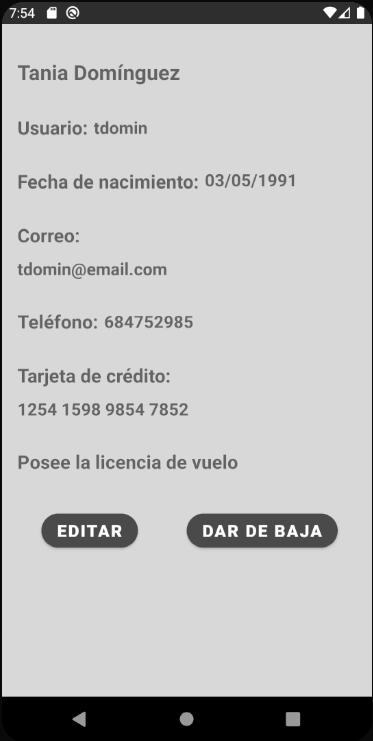 7:54
Tania Domínguez
Usuario: tdomin
Fecha de nacimiento: 03/05/1991
Correo:
tdomin@email.com
Teléfono: 684752985
Tarjeta de crédito:
1254 1598 9854 7852
Posee la licencia de vuelo
EDITAR DAR DE BAJA